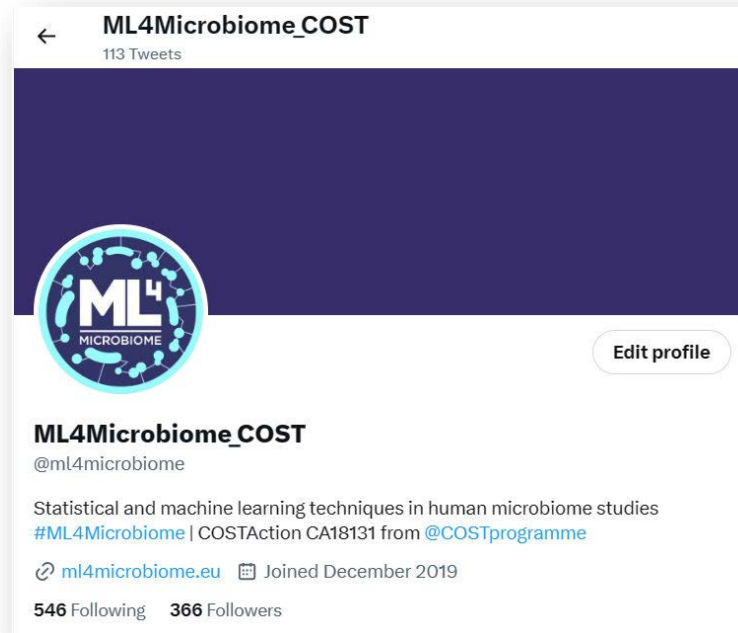 ML4Microbiome_COST
113 Tweets
ML4
MICROBIOME
Edit profile
ML4Microbiome_COST
@ml4microbiome
Statistical and machine learning techniques in human microbiome studies
#ML4Microbiome | COSTAction CA18131 from @COSTprogramme
ml4microbiome.eu Joined December 2019
546 Following 366 Followers